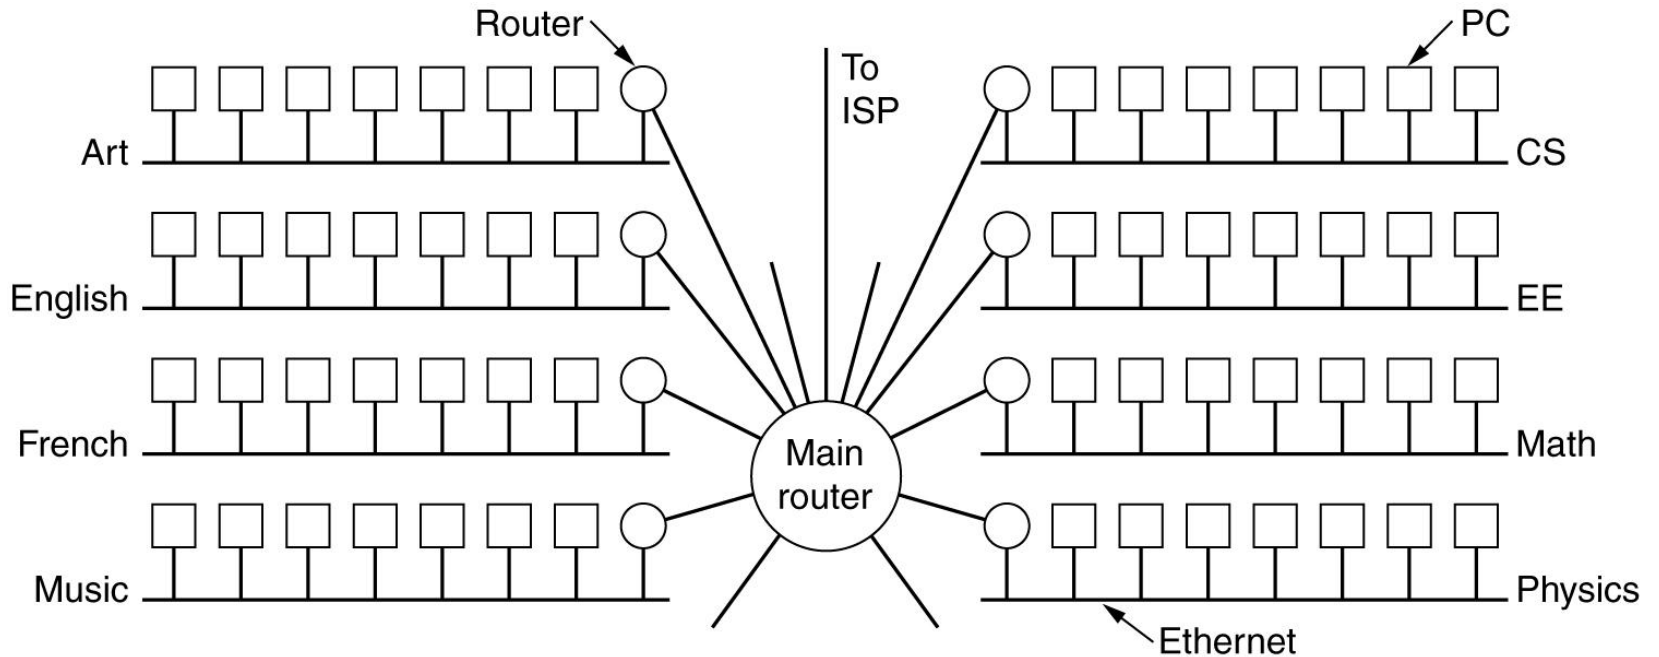 Router
PC
To
ISP
Art
CS
English
EE
French
Math
Main
router
Music
Physics
Ethernet